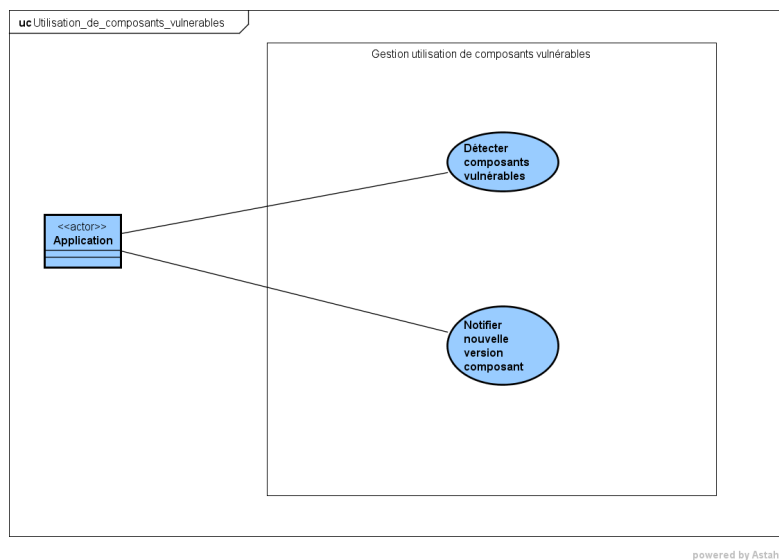 uc Utilisation_de_composants_vulnerables
Gestion utilisation de composants vulnérables
Détecter
composants
vulnérables
<<actor>>
Application
Notifier
nouvelle
version
composant
powered by Astah